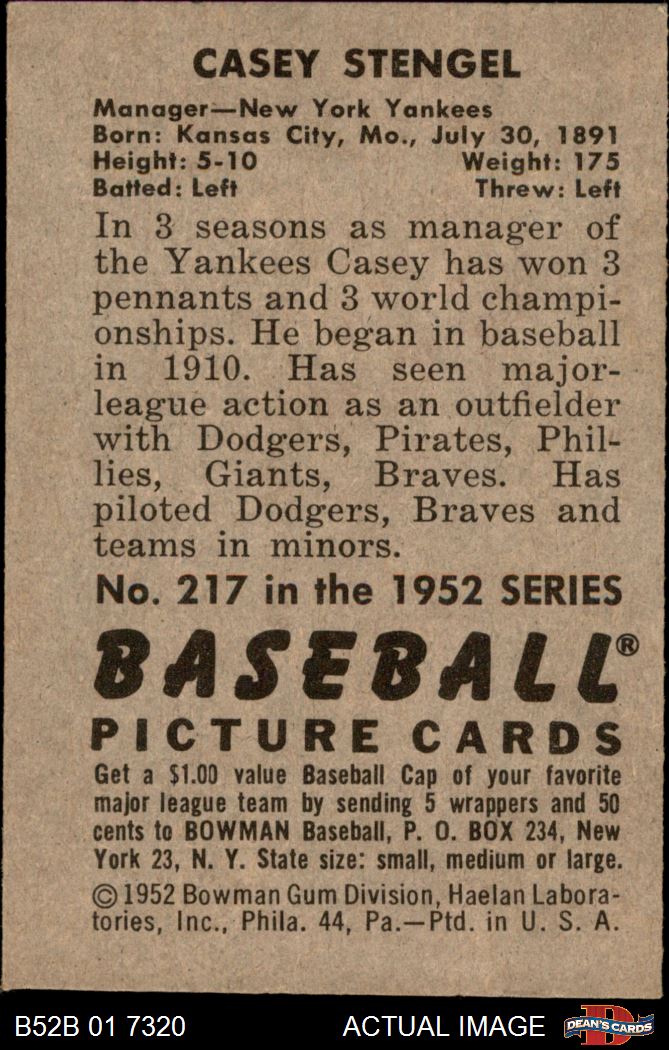 CASEY STENGEL
Manager—New York Yankees
Born: Kansas City, Mo., July 30, 1891
Height: 5-10 Weight: 175
Batted: Left Threw: Left
In 3 seasons as manager of
the Yankees Casey has won 3
pennants and 3 world champi-
onships. He began in baseball
in 1910. Has seen major-
league action as an outfielder
with Dodgers, Pirates, Phil-
lies, Giants, Braves. Has
piloted Dodgers, Braves and
teams in minors.
No. 217 in the 1952 SERIES
BASEBALL®
PICTURE CARDS
Get a $1.00 value Baseball Cap of your favorite
major league team by sending 5 wrappers and 50
cents to BOWMAN Baseball, P. O. BOX 234, New
York 23, N. Y. State size: small, medium or large.
©1952 Bowman Gum Division, Haelan Labora-
tories, Inc., Phila. 44, Pa.—Ptd. in U. S. A.
B52B 01 7320 ACTUAL IMAGE D DEAN'S CARDS